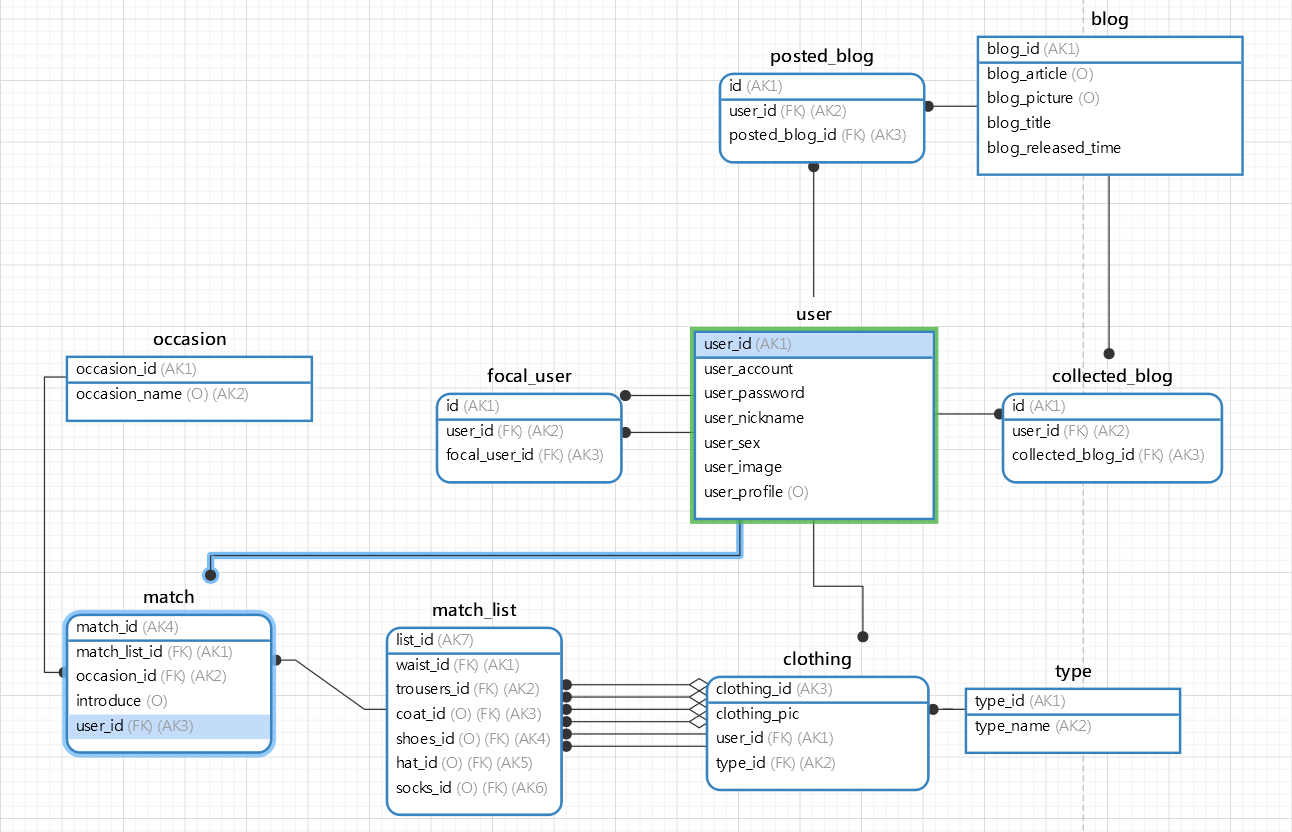 blog
blog_id (AK1)
blog_article (O)
blog_picture (O)
blog_title
blog_released_time
posted_blog
id (AK1)
user_id (FK) (AK2)
posted_blog_id (FK) (AK3)
user
user_id (AK1)
user_account
user_password
user_nickname
user_sex
user_image
user_profile (O)
occasion
occasion_id (AK1)
occasion_name (O) (AK2)
focal_user
id (AK1)
user_id (FK) (AK2)
focal_user_id (FK) (AK3)
collected_blog
id (AK1)
user_id (FK) (AK2)
collected_blog_id (FK) (AK3)
match
match_id (AK4)
match_list_id (FK) (AK1)
occasion_id (FK) (AK2)
introduce (O)
user_id (FK) (AK3)
match_list
list_id (AK7)
waist_id (FK) (AK1)
trousers_id (FK) (AK2)
coat_id (O) (FK) (AK3)
shoes_id (O) (FK) (AK4)
hat_id (O) (FK) (AK5)
socks_id (O) (FK) (AK6)
clothing
clothing_id (AK3)
clothing_pic
user_id (FK) (AK1)
type_id (FK) (AK2)
type
type_id (AK1)
type_name (AK2)